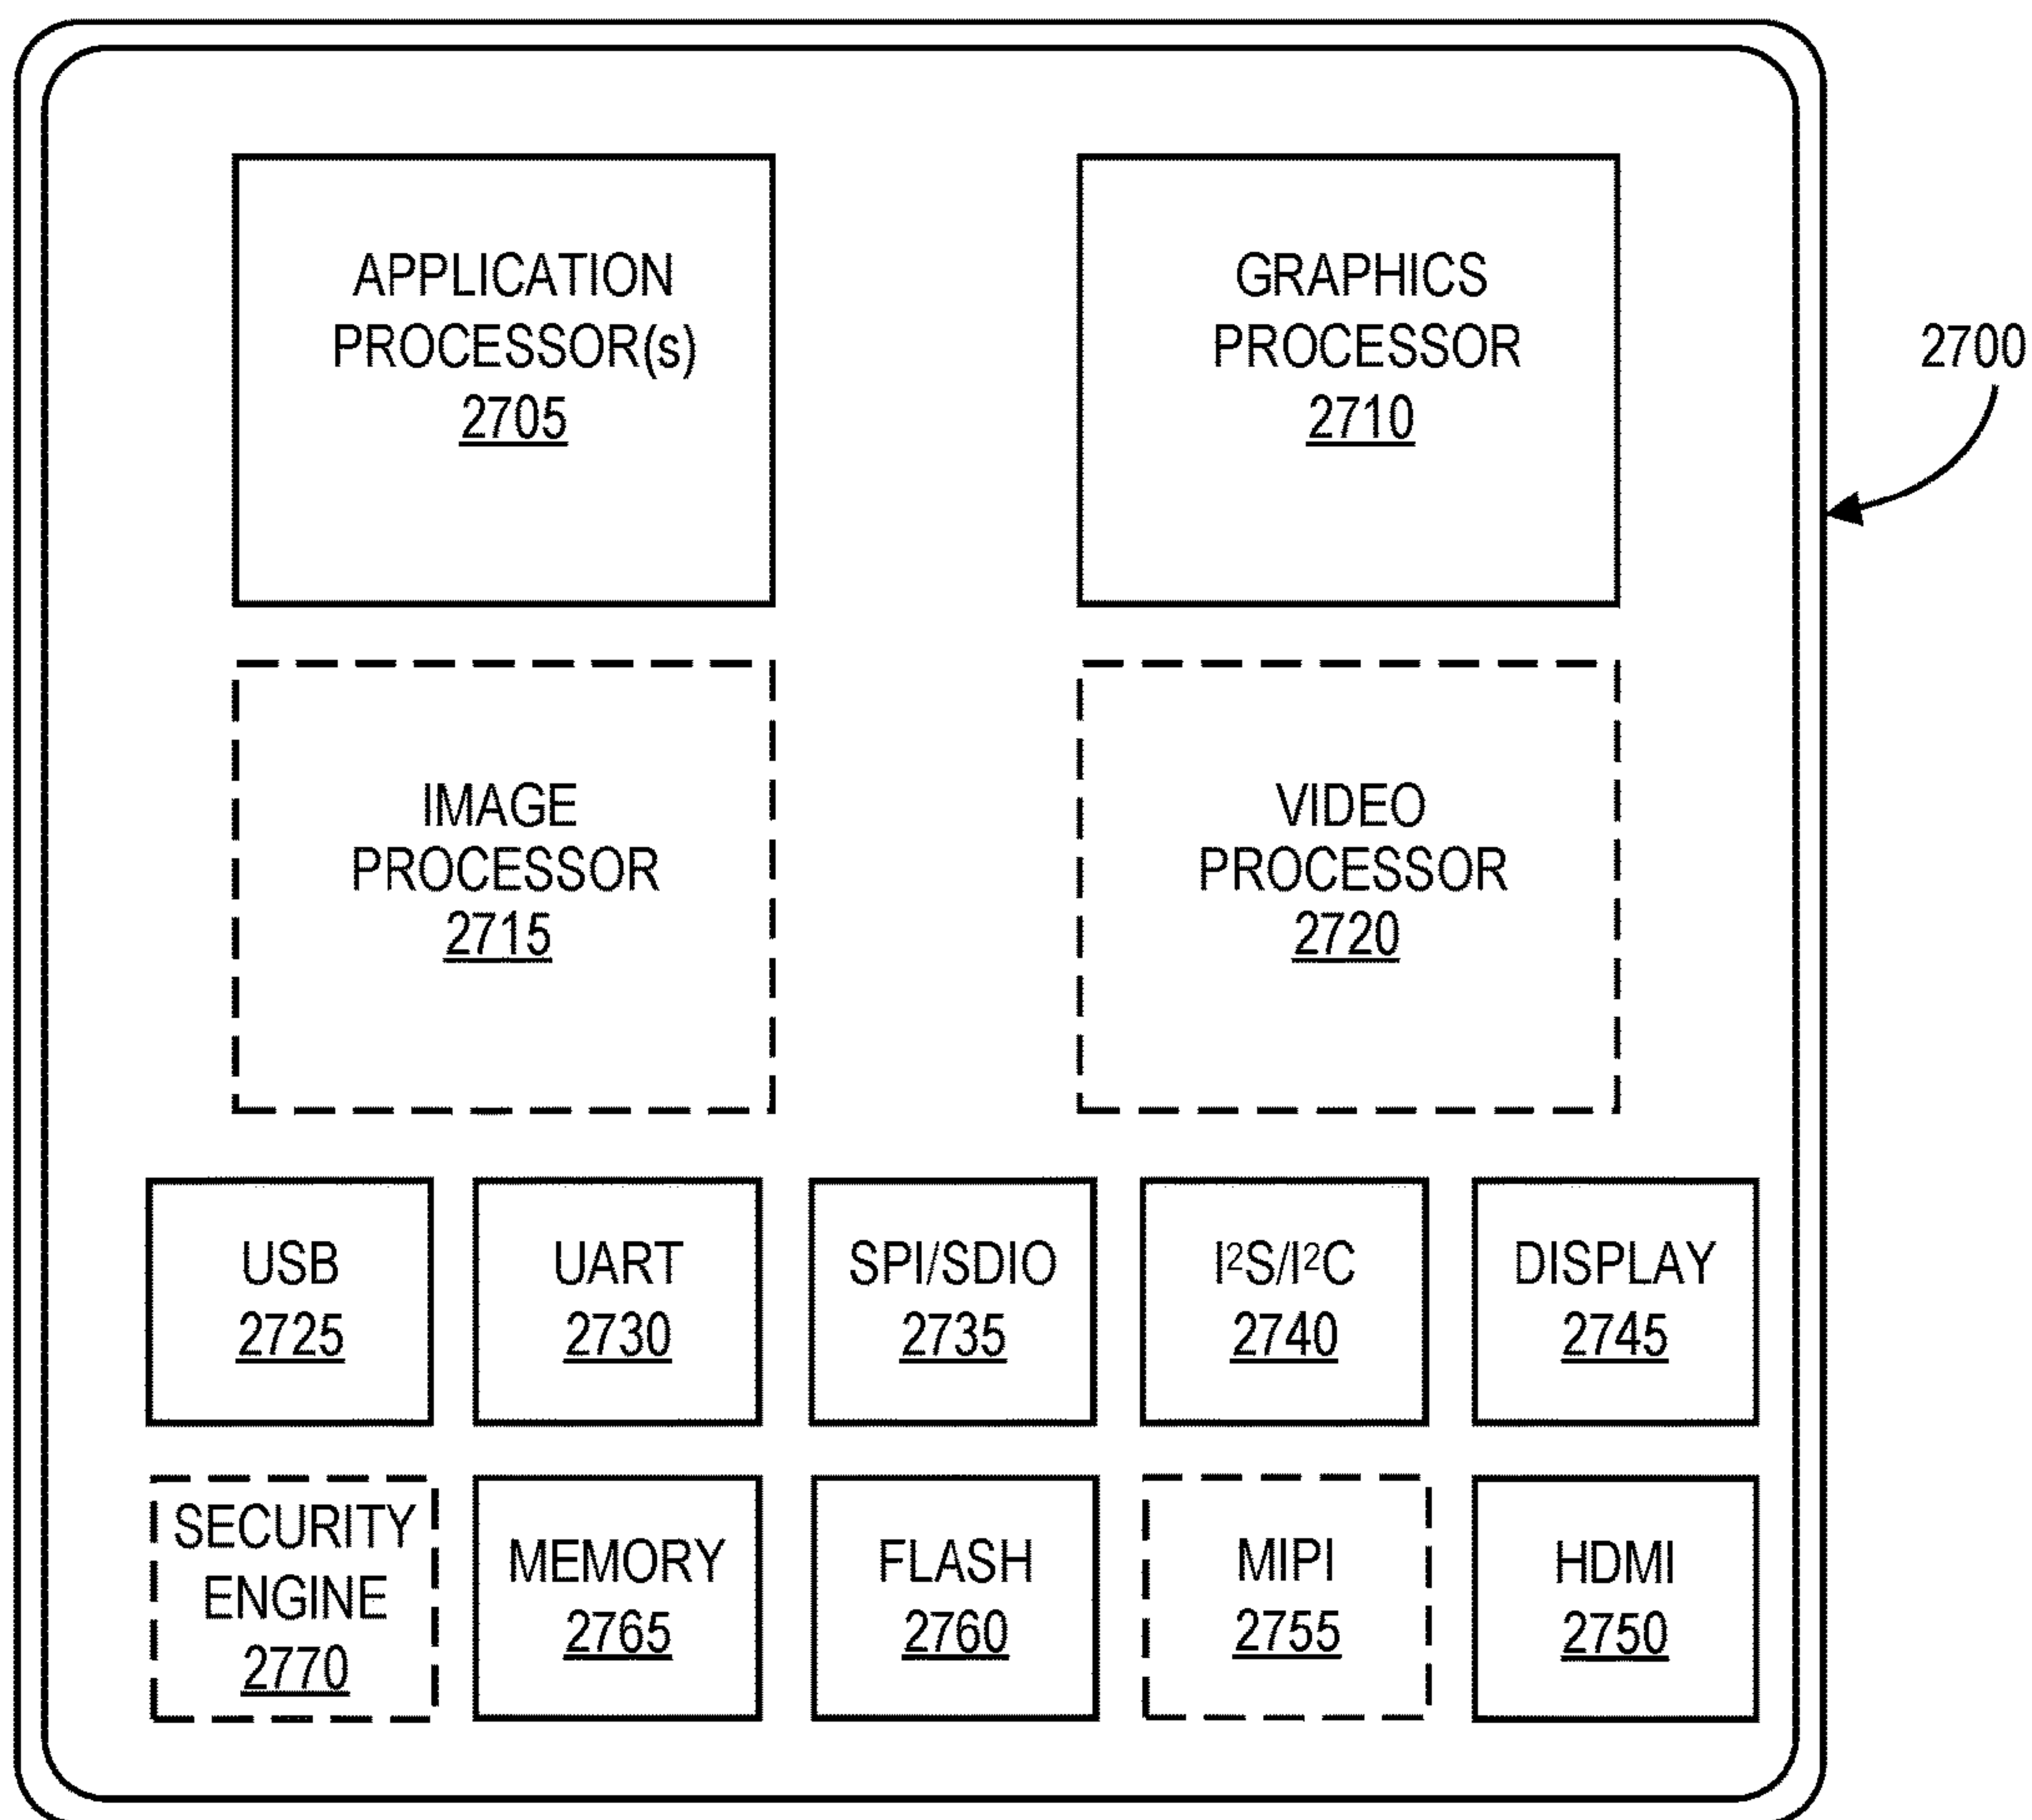 APPLICATION
PROCESSOR(s)
2705
GRAPHICS
PROCESSOR
2710
2700
IMAGE
PROCESSOR
2715
VIDEO
PROCESSOR
2720
USB
2725
UART
2730
SPI/SDIO
2735
I²S/I²C
2740
DISPLAY
2745
SECURITY
ENGINE
2770
MEMORY
2765
FLASH
2760
MIPI
2755
HDMI
2750